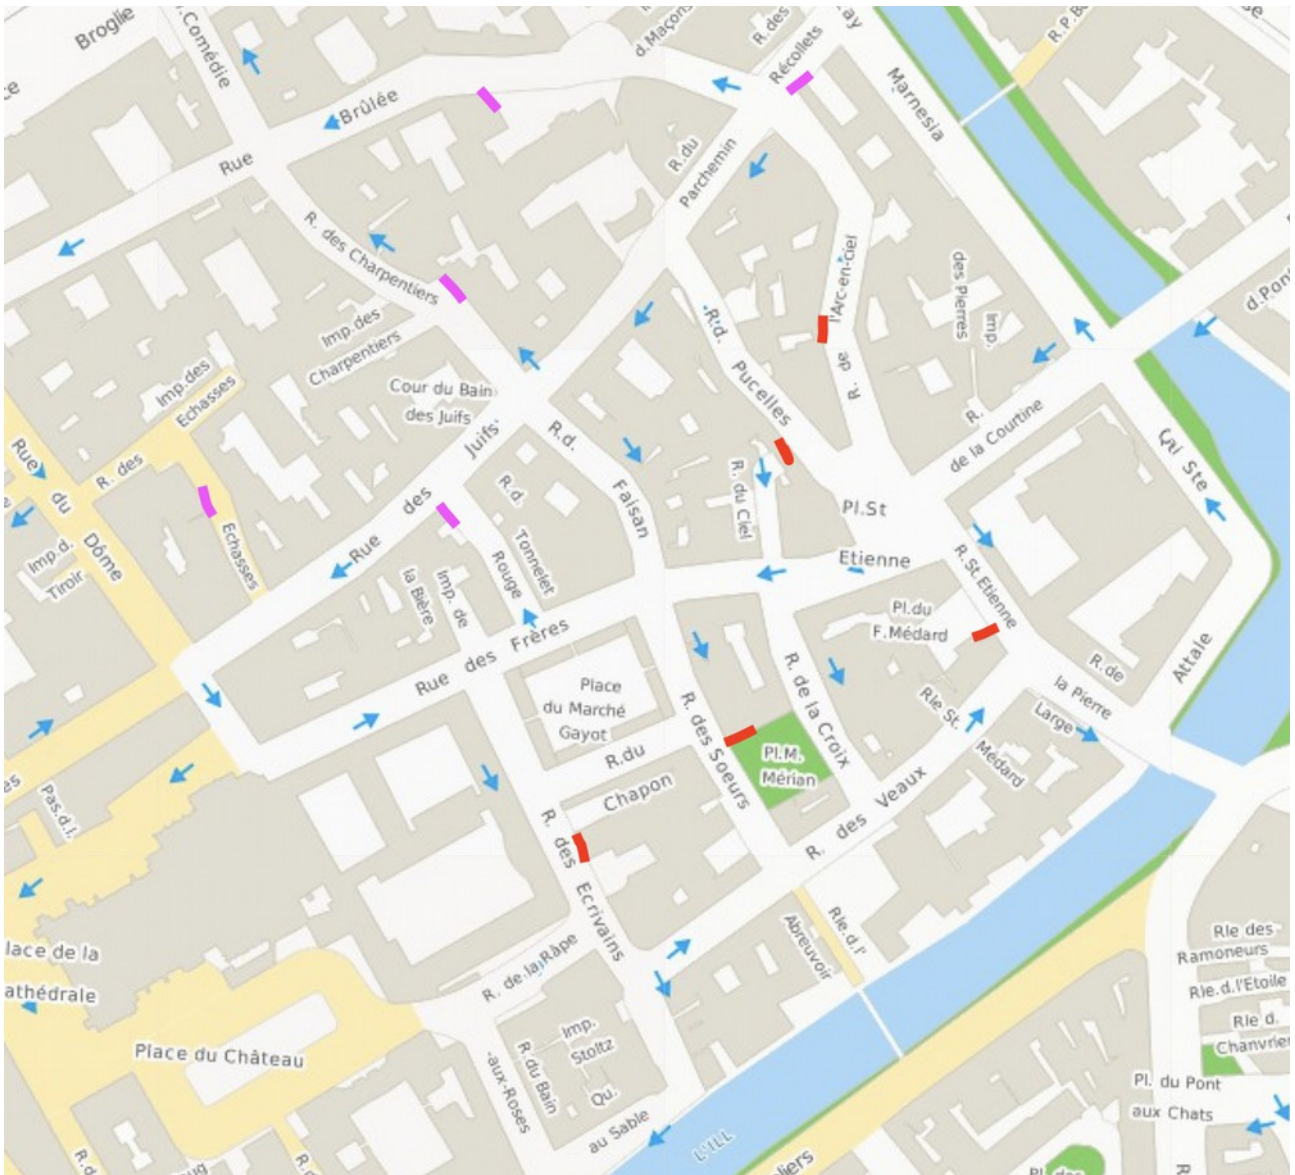 Broglie
Comédie
d.Maçons
R.des
Récollets
R.P.B
Marnesia
Brûlée
Rue
R.du
Parchemin
R. des Charpentiers
Imp.des
Charpentiers
l'Arc-en-ciel
R. de
des Pierres
Imp.
d.Pont
R.d.
Pucelles
Imp.des
Echasses
Cour du Bain
des Juifs
R.
de la Courtine
Rue
du
Dôme
R. des
Echasses
Rue
des
Juifs
R.d.
Faisan
R.d.
Tonnelet
Rouge
R. du Ciel
Pl.St
Etienne
Qai Ste
Attale
Imp.d.
Tiroir
Imp. de
la Bière
R.St.Etienne
Pl.du
F.Médard
Rue des Frères
Place
du Marché
Gayot
R.du
Chapon
R. des Soeurs
R. de la Croix
Pl.M.
Mérian
Rle St.
Médard
R.de
la Pierre
Large
R. des Veaux
Pas.d.l.
R. des Ecrivains
R. de la Râpe
Rle.d.l'
Abreuvoir
lace de la
athédrale
Place du Château
-aux-Roses
R.du Bain
Imp.
Stoltz
Qu.
au Sable
L'ILL
Rle des
Ramoneurs
Rle.d.l'Etoile
Rle d.
Chanvrier
Pl. du Pont
aux Chats
liers
Pl.des